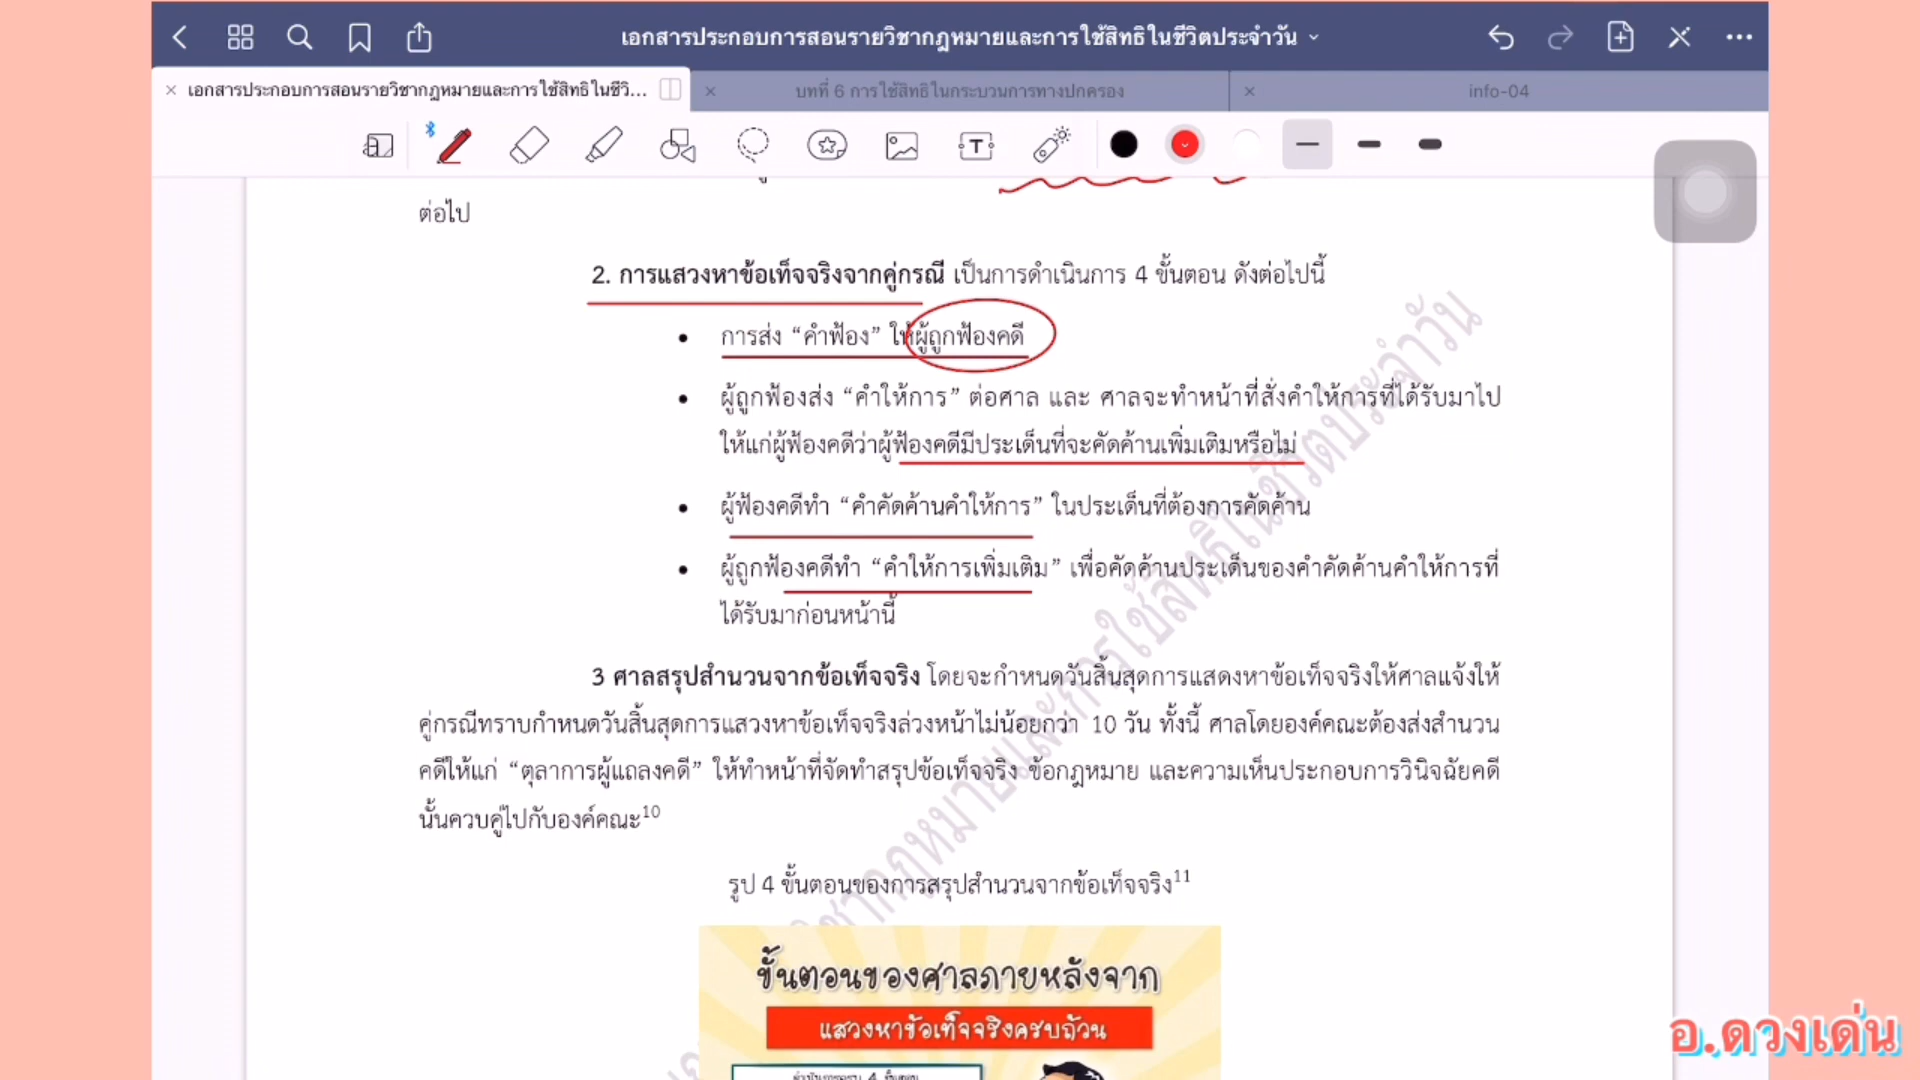 เอกสารประกอบการสอนรายวิชากฎหมายและการใช้สิทธิในชีวิตประจำวัน
เอกสารประกอบการสอนรายวิชากฎหมายและการใช้สิทธิในชีวิ...
บทที่ 6 การใช้สิทธิในกระบวนการทางปกครอง
info-04
ต่อไป
2. การแสวงหาข้อเท็จจริงจากคู่กรณี เป็นการดำเนินการ 4 ขั้นตอน ดังต่อไปนี้
• การส่ง “คำฟ้อง” ให้ผู้ถูกฟ้องคดี
• ผู้ถูกฟ้องส่ง “คำให้การ” ต่อศาล และ ศาลจะทำหน้าที่สั่งคำให้การที่ได้รับมาไป
ให้แก่ผู้ฟ้องคดีว่าผู้ฟ้องคดีมีประเด็นที่จะคัดค้านเพิ่มเติมหรือไม่
• ผู้ฟ้องคดีทำ “คำคัดค้านคำให้การ” ในประเด็นที่ต้องการคัดค้าน
• ผู้ถูกฟ้องคดีทำ “คำให้การเพิ่มเติม” เพื่อคัดค้านประเด็นของคำคัดค้านคำให้การที่
ได้รับมาก่อนหน้านี้
3 ศาลสรุปสำนวนจากข้อเท็จจริง โดยจะกำหนดวันสิ้นสุดการแสดงหาข้อเท็จจริงให้ศาลแจ้งให้
คู่กรณีทราบกำหนดวันสิ้นสุดการแสวงหาข้อเท็จจริงล่วงหน้าไม่น้อยกว่า 10 วัน ทั้งนี้ ศาลโดยองค์คณะต้องส่งสำนวน
คดีให้แก่ “ตุลาการผู้แถลงคดี” ให้ทำหน้าที่จัดทำสรุปข้อเท็จจริง ข้อกฎหมาย และความเห็นประกอบการวินิจฉัยคดี
นั้นควบคู่ไปกับองค์คณะ10
รูป 4 ขั้นตอนของการสรุปสำนวนจากข้อเท็จจริง11
ขั้นตอนของศาลภายหลังจาก
แสวงหาข้อเท็จจริงครบถ้วน
วิชากฎหมายและการใช้สิทธิในชีวิตประจำวัน
อ.ดวงเด่น